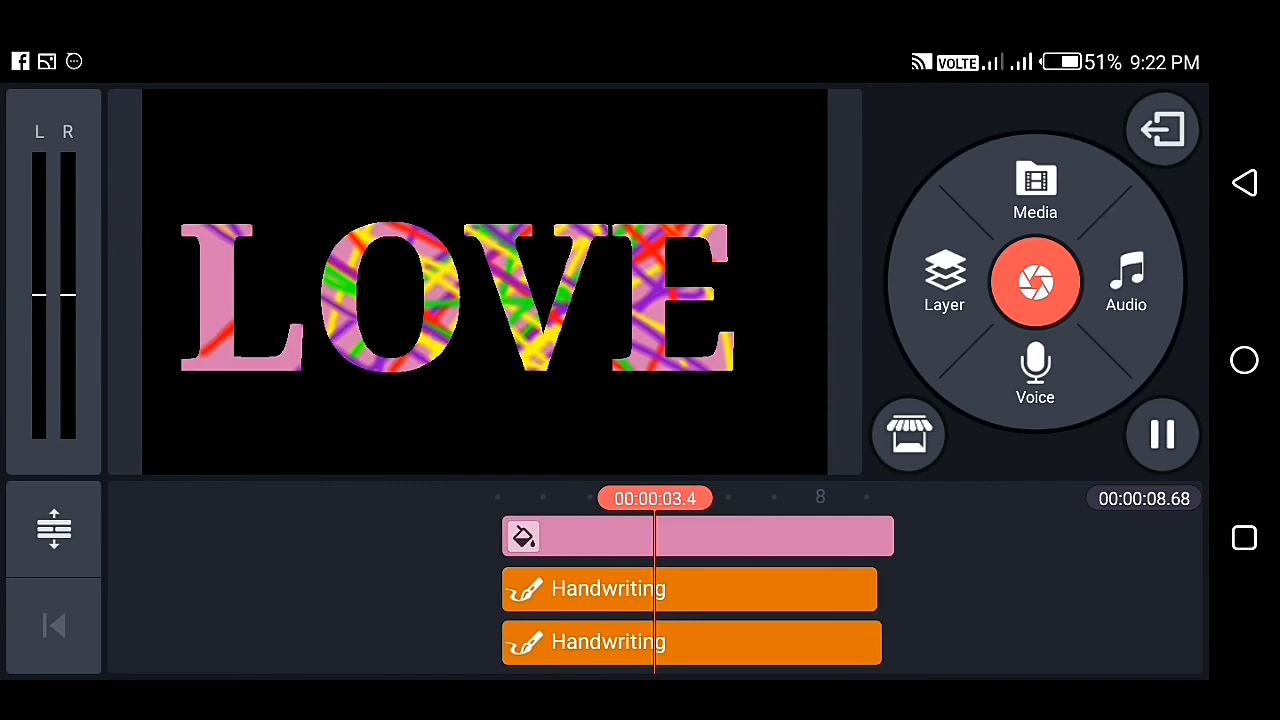 VOLTE 51% 9:22 PM
L R
LOVE
Media
Layer
Audio
Voice
00:00:03.4
8
00:00:08.68
Handwriting
Handwriting